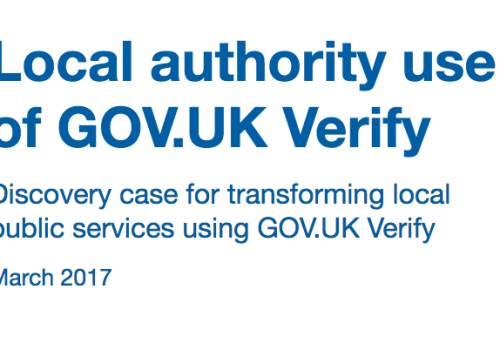 Local authority use
of GOV.UK Verify
Discovery case for transforming local
public services using GOV.UK Verify
March 2017